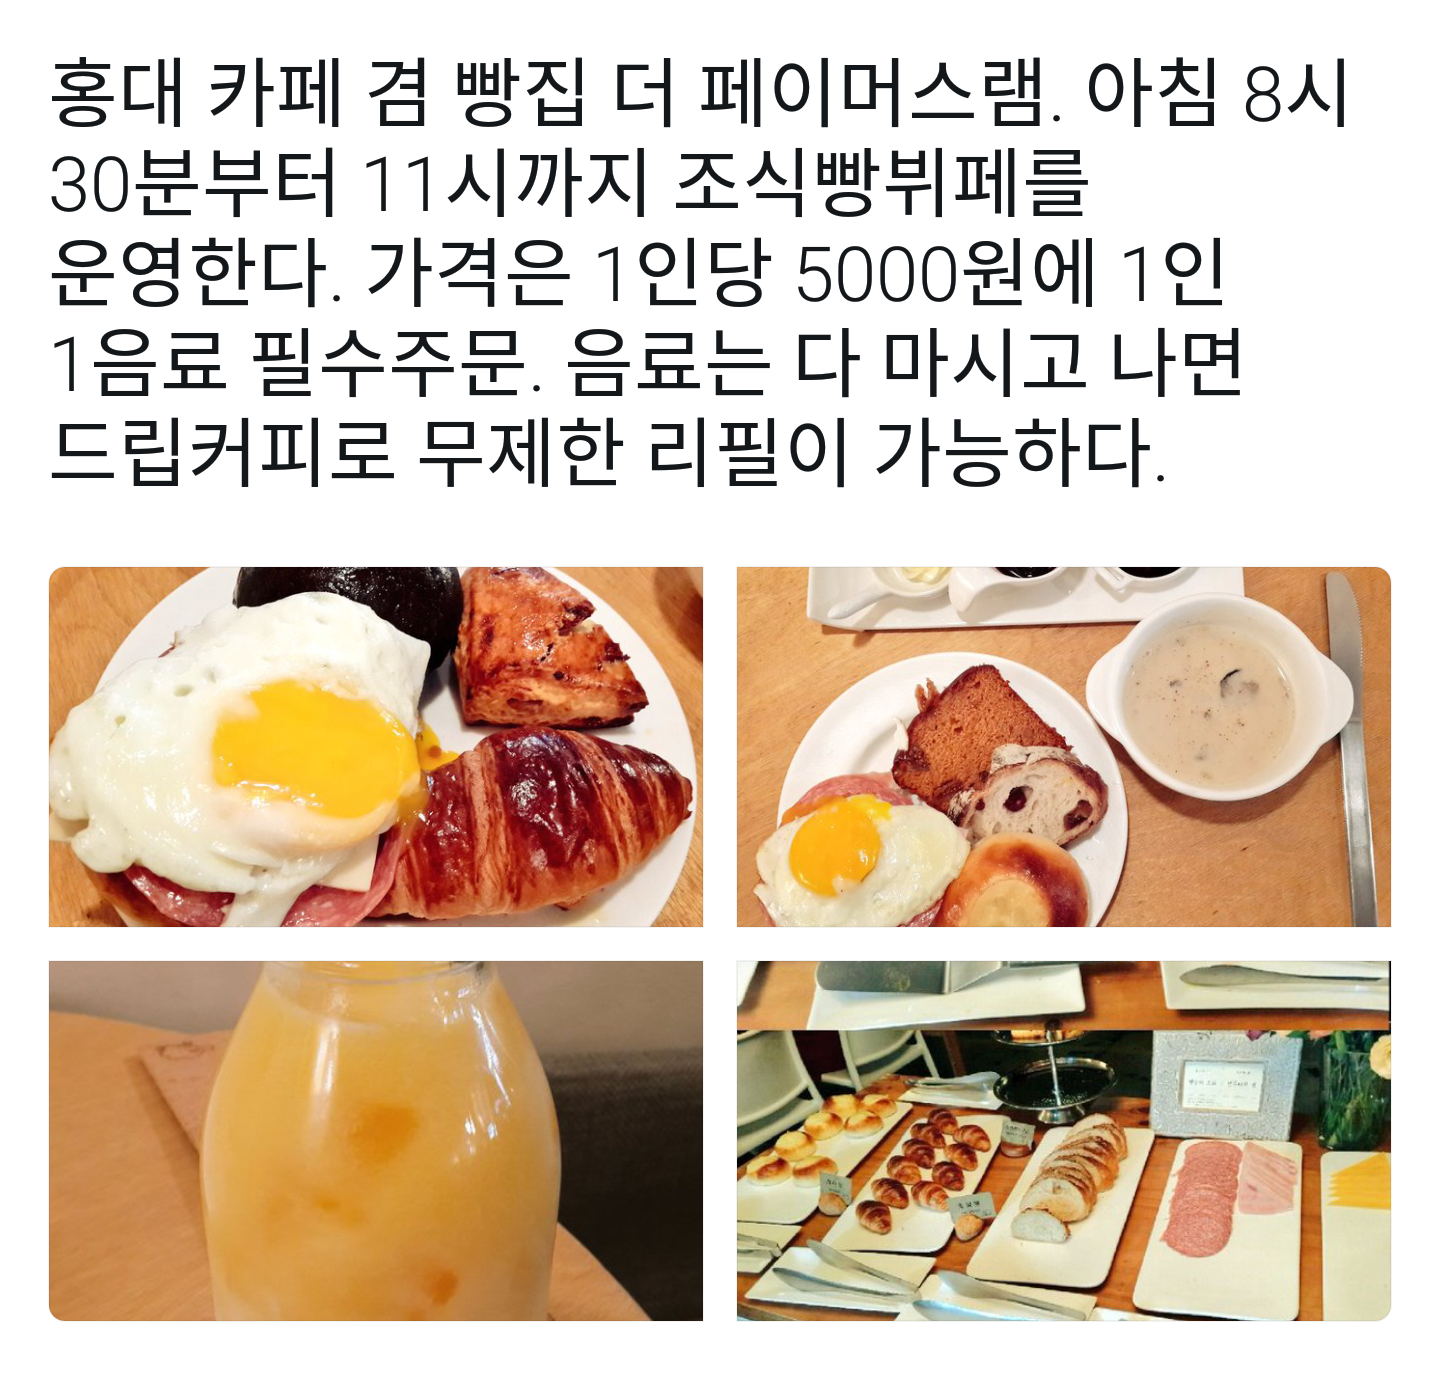 홍대 카페 겸 빵집 더 페이머스램. 아침 8시
30분부터 11시까지 조식빵뷔페를
운영한다. 가격은 1인당 5000원에 1인
1음료 필수주문. 음료는 다 마시고 나면
드립커피로 무제한 리필이 가능하다.